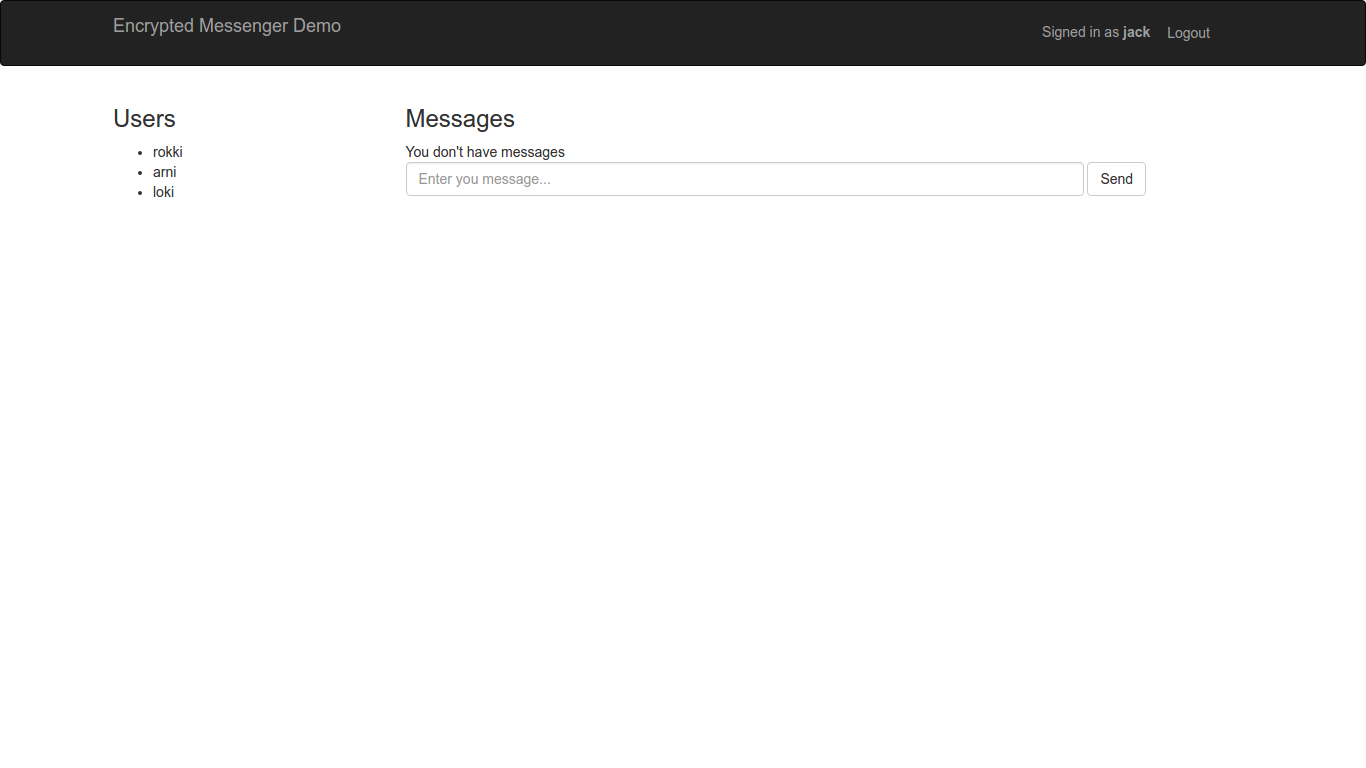 Encrypted Messenger Demo
Signed in as jack Logout
Users
rokki
arni
loki
Messages
You don't have messages
Enter you message...
Send